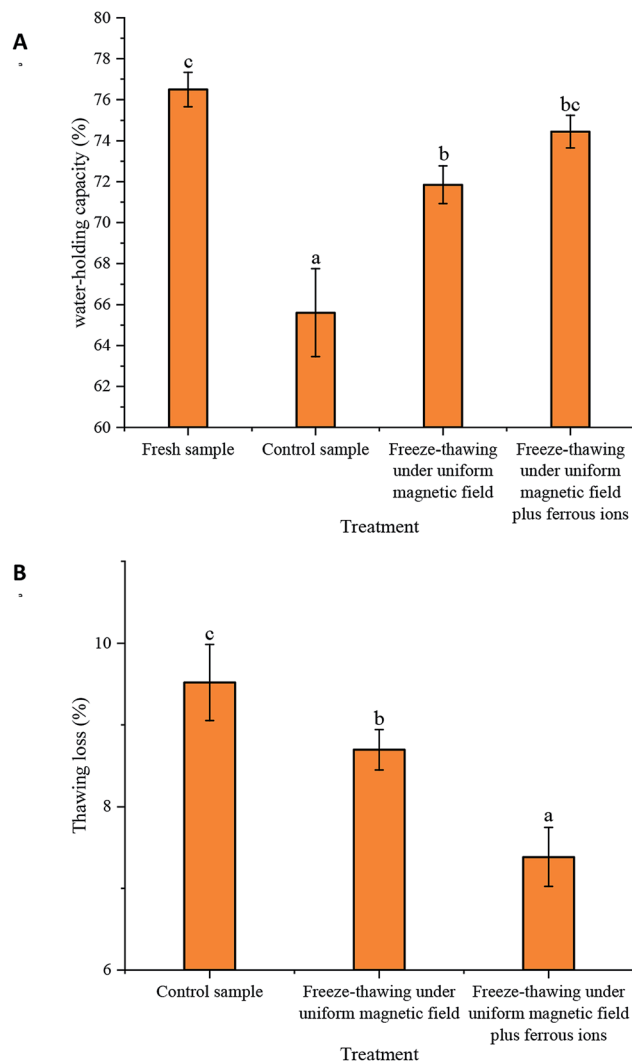 A
80
78
76
74
72
70
68
66
64
62
60
water-holding capacity (%)
c
a
b
bc
Fresh sample
Control sample
Freeze-thawing
under uniform
magnetic field
Freeze-thawing
under uniform
magnetic field
plus ferrous ions
Treatment
B
10
8
6
Thawing loss (%)
c
b
a
Control sample
Freeze-thawing under
uniform magnetic field
Freeze-thawing under
uniform magnetic field
plus ferrous ions
Treatment